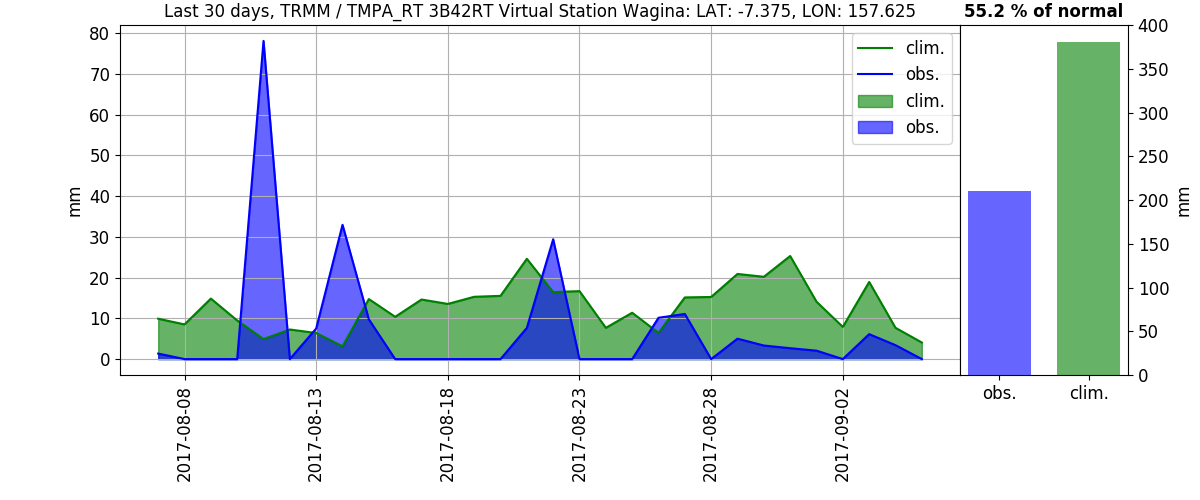 Last 30 days, TRMM / TMPA_RT 3B42RT Virtual Station Wagina: LAT: -7.375, LON: 157.625
55.2 % of normal
mm
80
70
60
50
40
30
20
10
0
clim.
obs.
clim.
obs.
2017-08-08
2017-08-13
2017-08-18
2017-08-23
2017-08-28
2017-09-02
400
350
300
250
200
150
100
50
0
mm
obs.
clim.